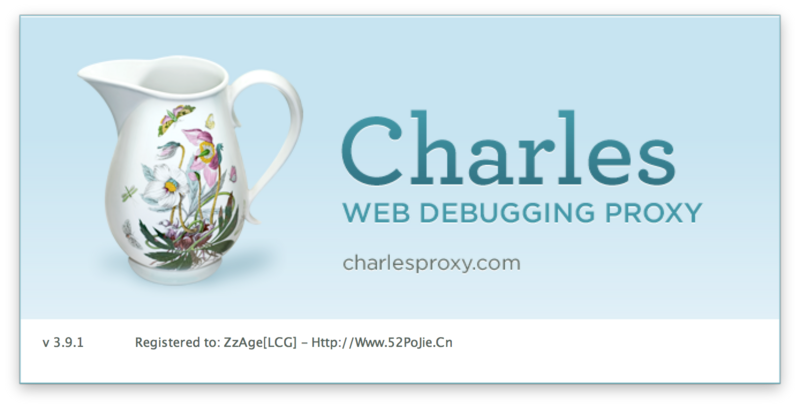 Charles
WEB DEBUGGING PROXY
charlesproxy.com
v 3.9.1 Registered to: ZzAge[LCG] – Http://Www.52PoJie.Cn